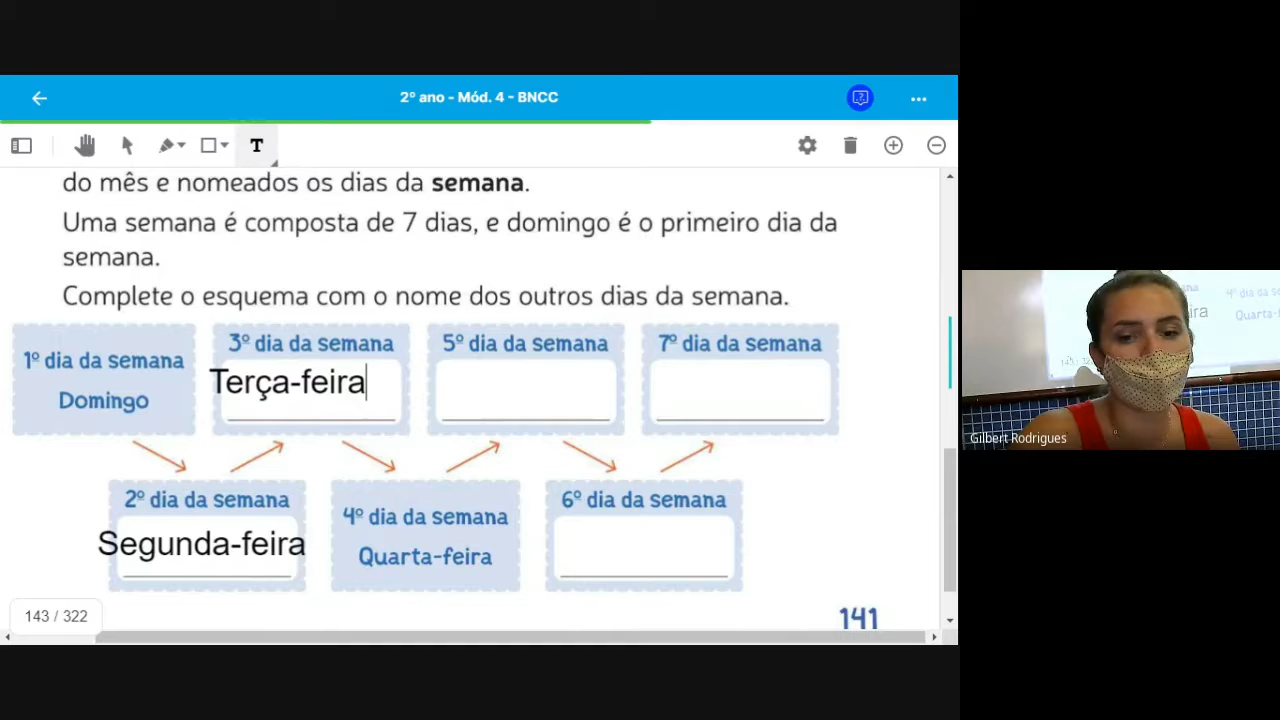 2º ano - Mód. 4 - BNCC
T
do mês e nomeados os dias da semana.
Uma semana é composta de 7 dias, e domingo é o primeiro dia da
semana.
Complete o esquema com o nome dos outros dias da semana.
1º dia da semana
Domingo
3º dia da semana
Terça-feira
5º dia da semana
7º dia da semana
2º dia da semana
Segunda-feira
4º dia da semana
Quarta-feira
6º dia da semana
143 / 322
141
Gilbert Rodrigues